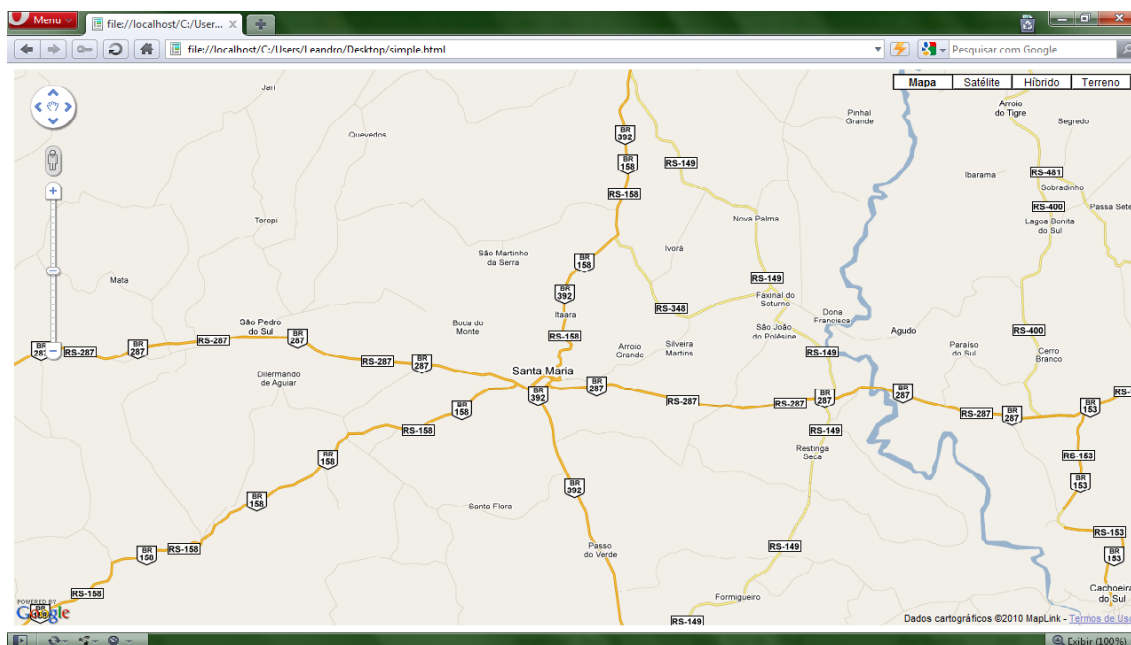 Menu
file://localhost/C:/User...
file://localhost/C:/Users/Leandro/Desktop/simple.html
Pesquisar com Google
Mapa Satélite Híbrido Terreno
Jari
Quevedos
BR 392
BR 158
RS-149
RS-158
Pinhal Grande
Arroio do Tigre
Segredo
Ibarama
RS-481
Sobradinho
RS-400
Passa Sete
Lagoa Bonita do Sul
Toropi
Nova Palma
São Martinho da Serra
Ivorá
BR 158
Mata
RS-149
BR 392
Faxinal do Soturno
RS-348
Itaara
Dona Francisca
São Pedro do Sul
Boca do Monte
São João do Polêsine
Agudo
RS-400
RS-287
BR 287
RS-158
Arroio Grande
Silveira Martins
RS-149
Paraíso do Sul
Cerro Branco
RS-287
BR 287
RS-287
BR 287
Dilermando de Aguiar
Santa Maria
BR 392
BR 287
RS-287
RS-287
BR 287
BR 287
RS-287
BR 287
BR 153
BR 158
RS-158
RS-149
Restinga Seca
BR 158
RS-153
BR 153
BR 158
BR 392
Santa Flora
RS-158
Passo do Verde
RS-149
RS-153
BR 153
RS-158
Formigueiro
Cachoeira do Sul
POWERED BY
Google
RS-149
Dados cartográficos ©2010 MapLink - Termos de Uso
Exibir (100%)